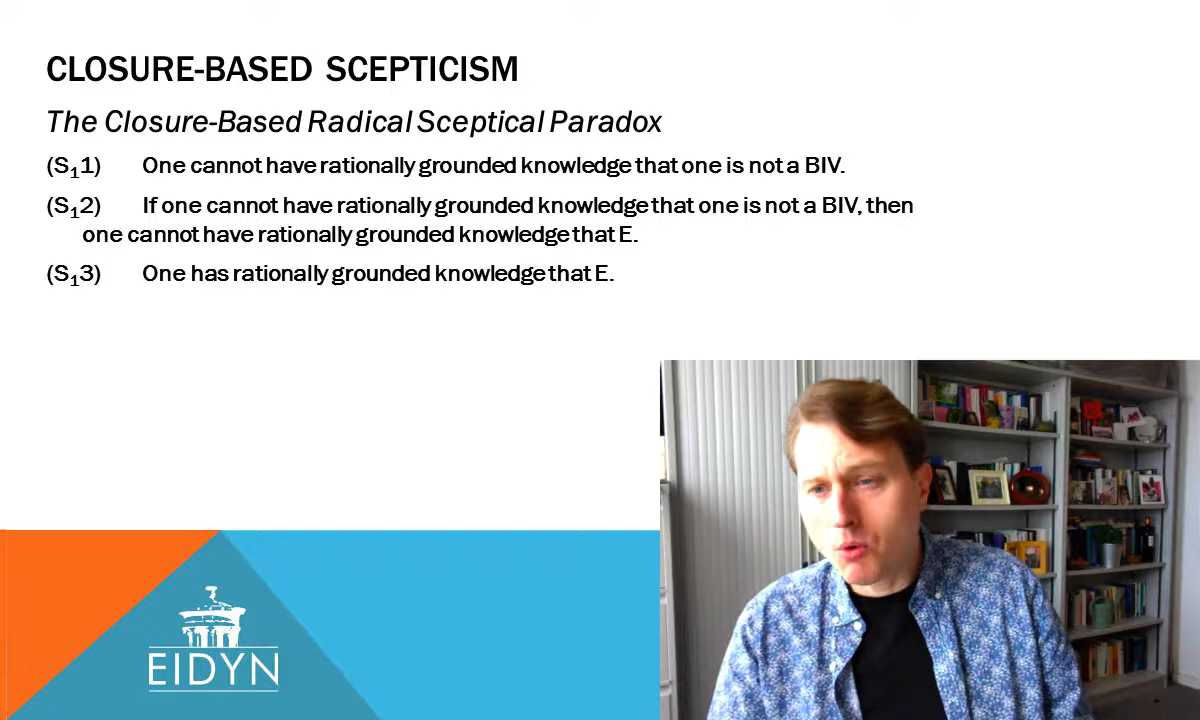 CLOSURE-BASED SCEPTICISM
The Closure-Based Radical Sceptical Paradox
(S₁1) One cannot have rationally grounded knowledge that one is not a BIV.
(S₁2) If one cannot have rationally grounded knowledge that one is not a BIV, then
one cannot have rationally grounded knowledge that E.
(S₁3) One has rationally grounded knowledge that E.
EIDYN